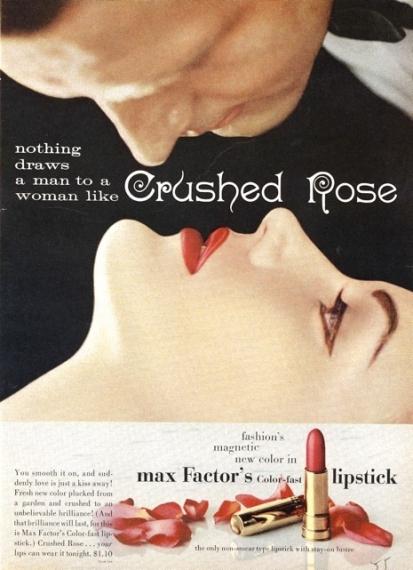 nothing
draws
a man to a
woman like Crushed Rose
fashion's
magnetic
new color in
max Factor's Color-fast lipstick
You smooth it on, and sud-
denly love is just a kiss away!
Fresh new color plucked from
a garden and crushed to an
unbelievable brilliance! (And
that brilliance will last, for this
is Max Factor's Color-fast lip-
stick.) Crushed Rose...your
lips can wear it tonight. $1.10
the only non-smear type lipstick with stay-on lustre